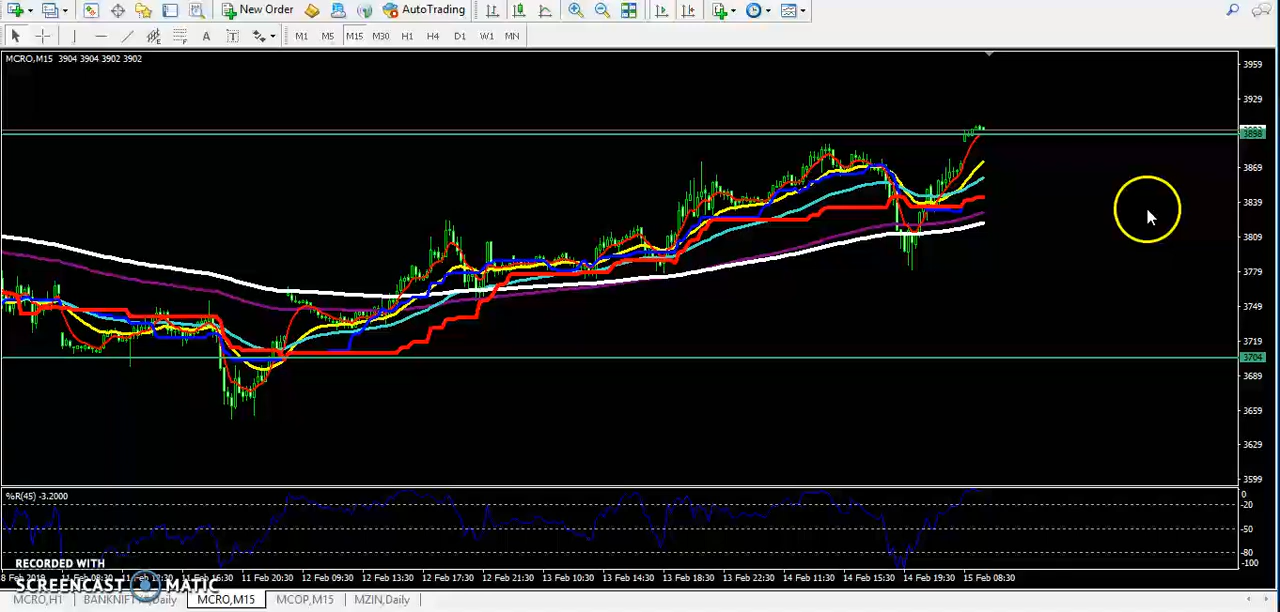 New Order AutoTrading
A T M1 M5 M15 M30 H1 H4 D1 W1 MN
MCRO,M15 3904 3904 3902 3902
3959
3929
3898
3869
3839
3809
3779
3749
3719
3704
3689
3659
3629
3599
%R(45) -3.2000
0
-20
-50
-80
-100
RECORDED WITH
SCREENCAST MATIC
11 Feb 20:30 12 Feb 09:30 12 Feb 13:30 12 Feb 17:30 12 Feb 21:30 13 Feb 10:30 13 Feb 14:30 13 Feb 18:30 13 Feb 22:30 14 Feb 11:30 14 Feb 15:30 14 Feb 19:30 15 Feb 08:30
MCRO,H1 MCRO,M15 MCOP,M15 MZIN,Daily